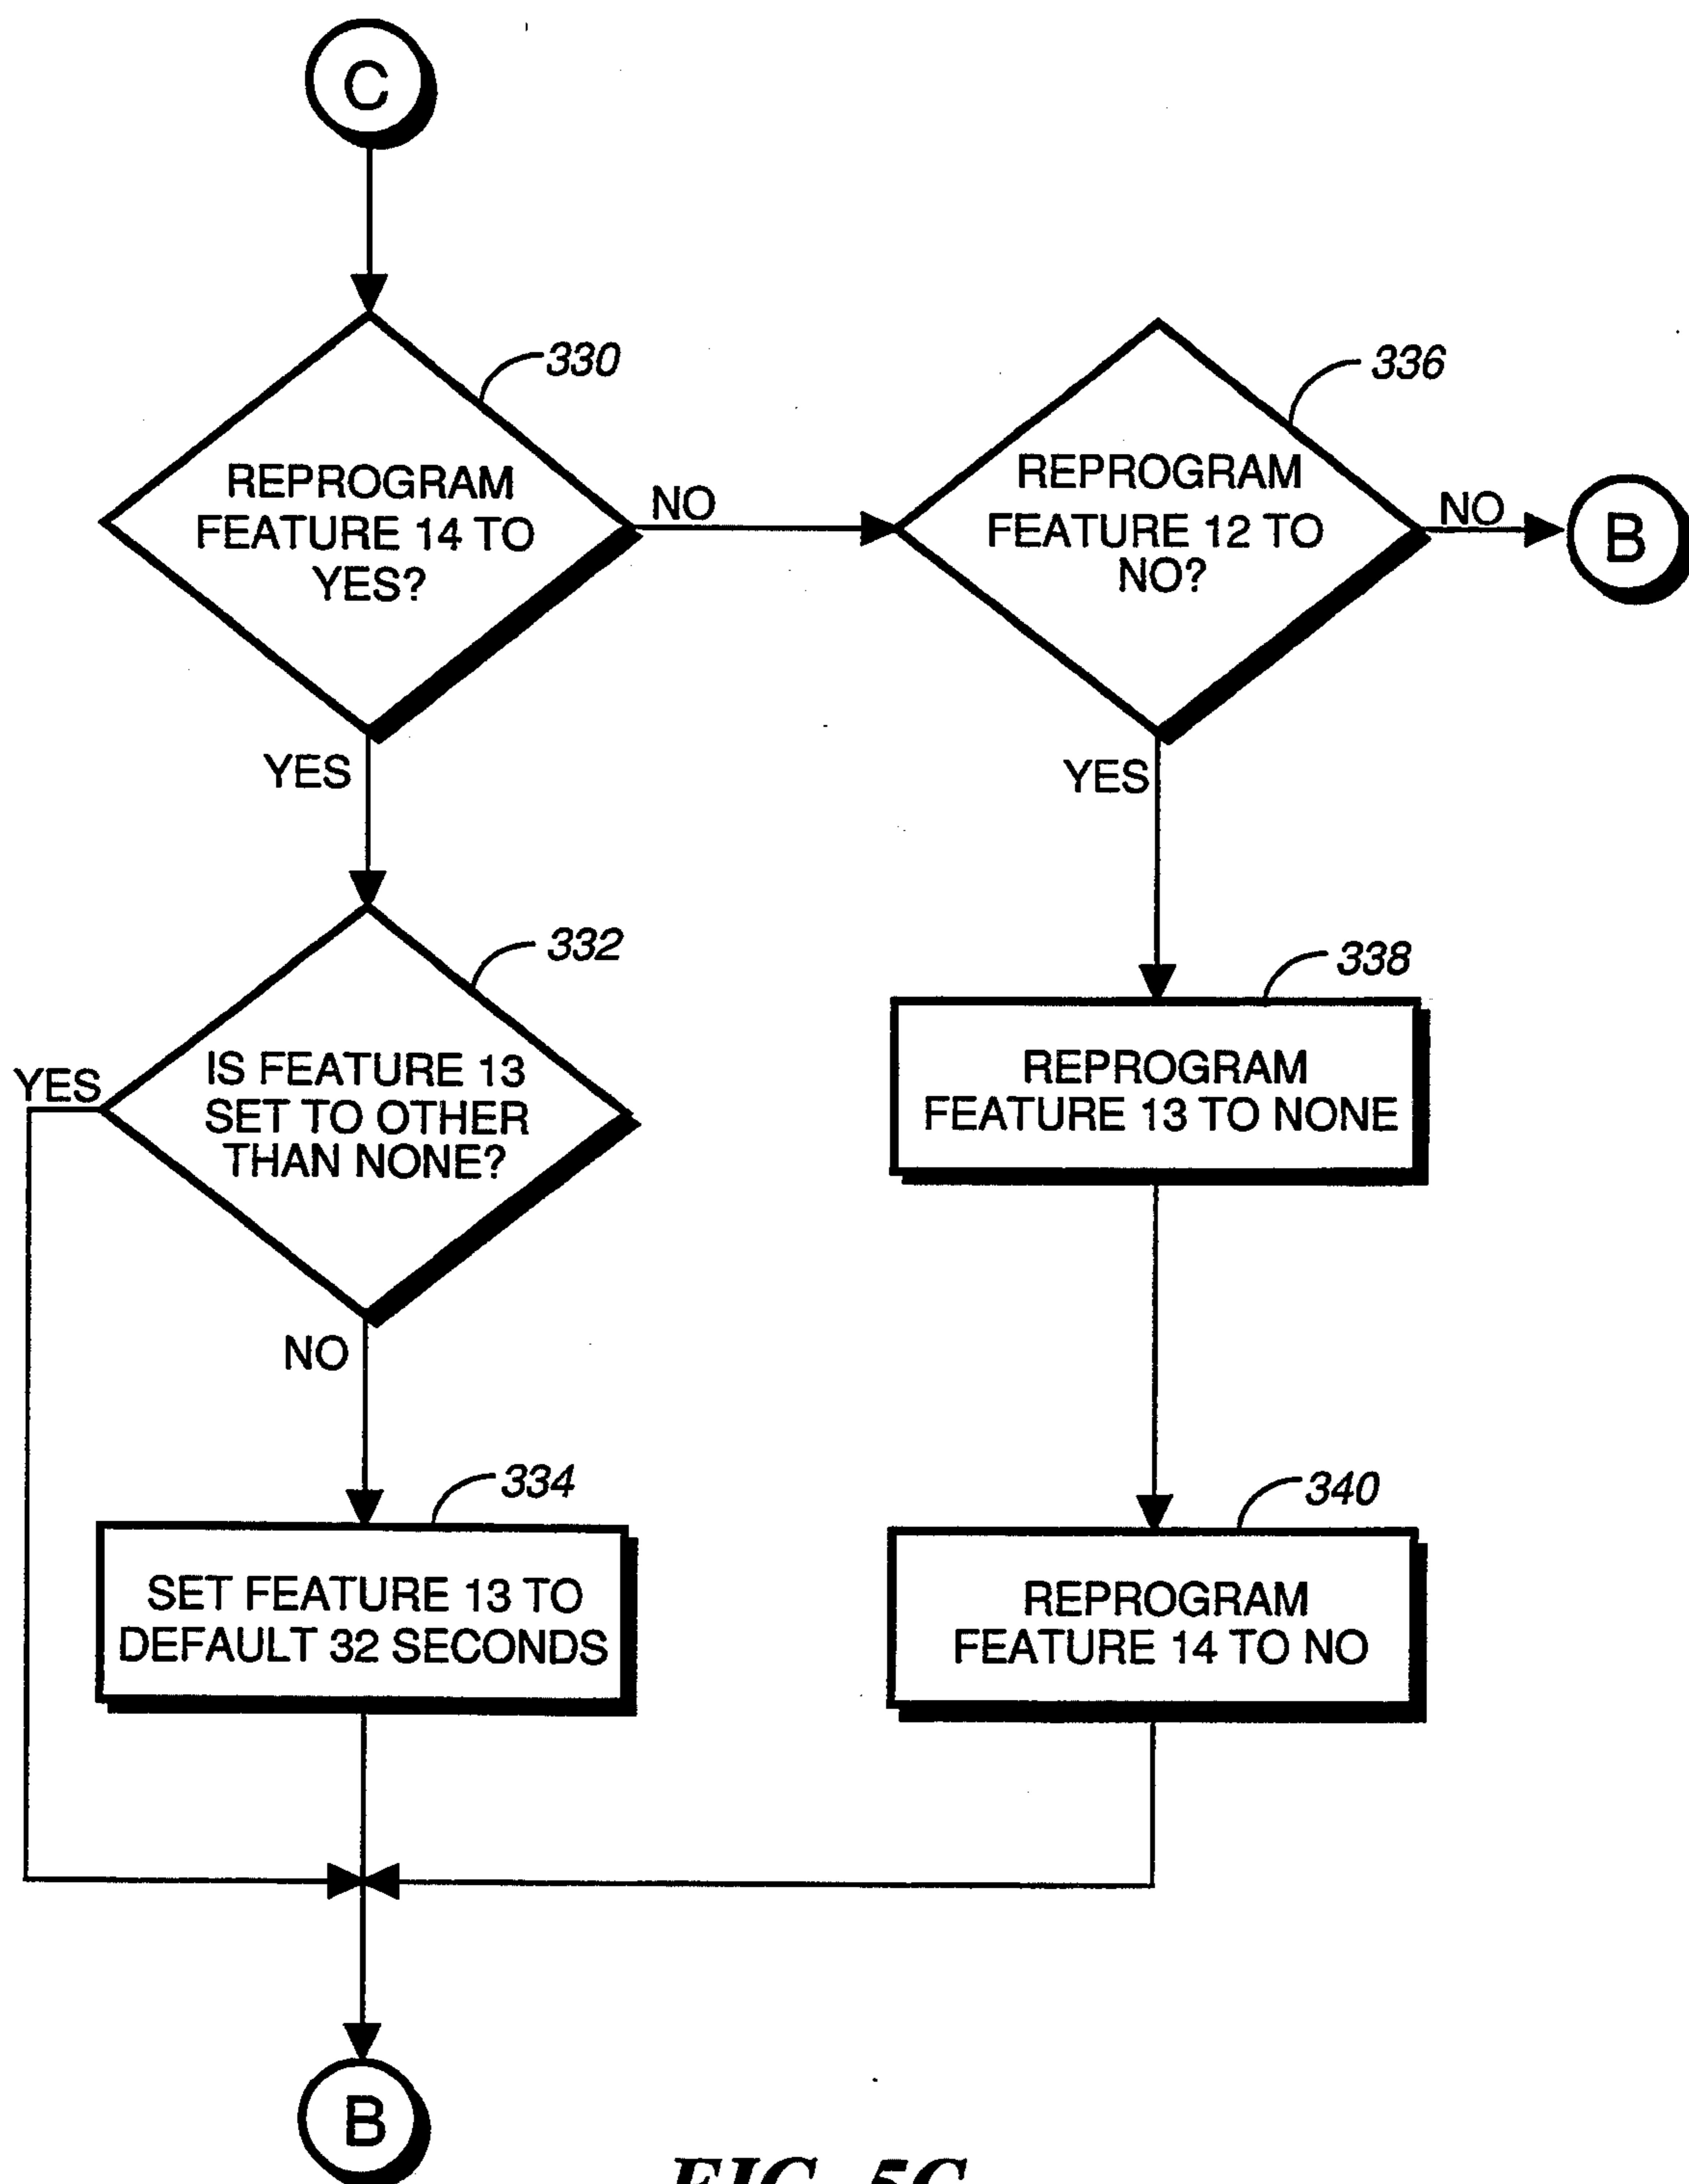 C
330
REPROGRAM
FEATURE 14 TO
YES?
NO
336
REPROGRAM
FEATURE 12 TO
NO?
NO
B
YES
YES
332
IS FEATURE 13
SET TO OTHER
THAN NONE?
YES
338
REPROGRAM
FEATURE 13 TO NONE
NO
334
SET FEATURE 13 TO
DEFAULT 32 SECONDS
340
REPROGRAM
FEATURE 14 TO NO
B
FIG. 5C